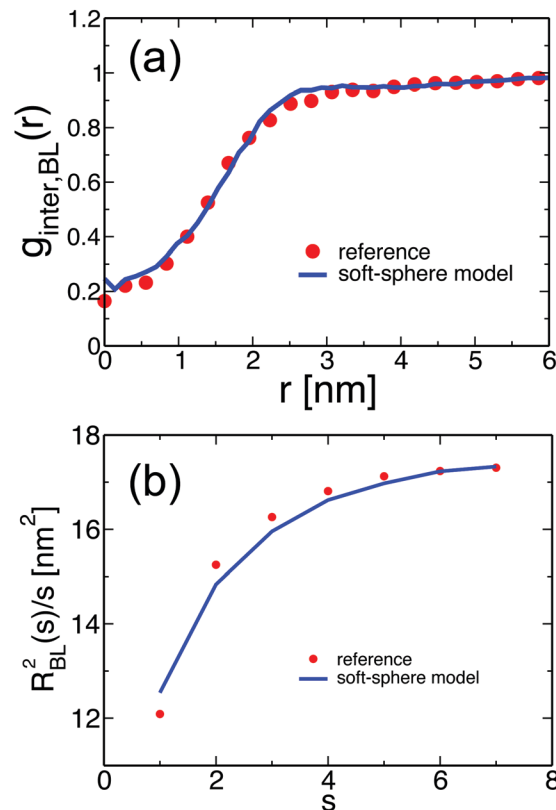 (a)
g_inter,BL(r)
1.2
1
0.8
0.6
0.4
0.2
0
reference
soft-sphere model
0 1 2 3 4 5 6
r [nm]
(b)
R²_BL(s)/s [nm²]
18
16
14
12
reference
soft-sphere model
0 2 4 6 8
s